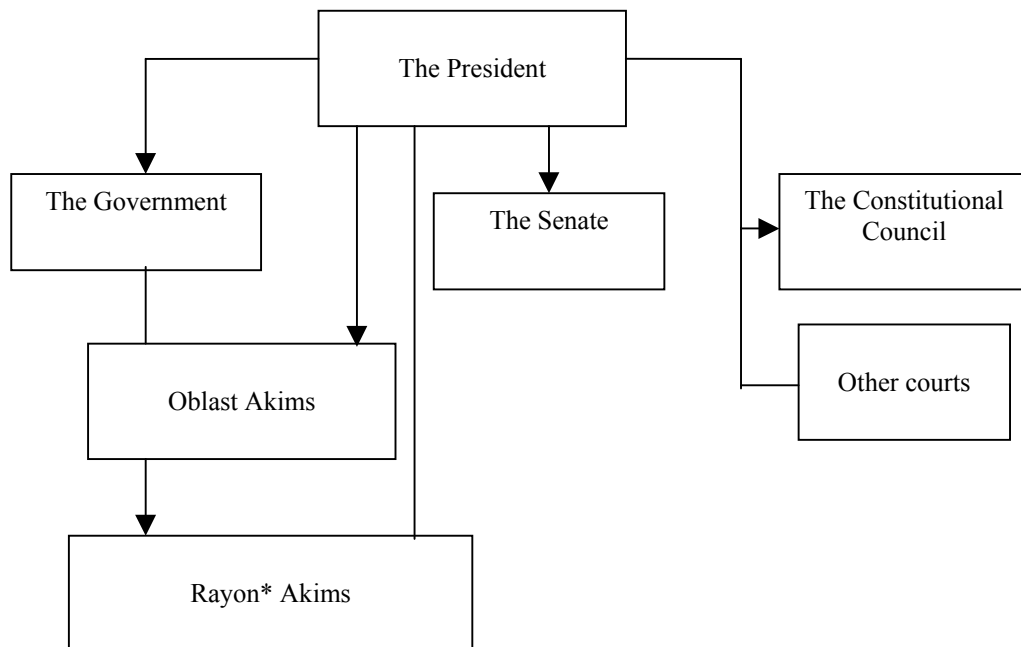 The President
The Government
The Senate
The Constitutional
Council
Oblast Akims
Other courts
Rayon* Akims